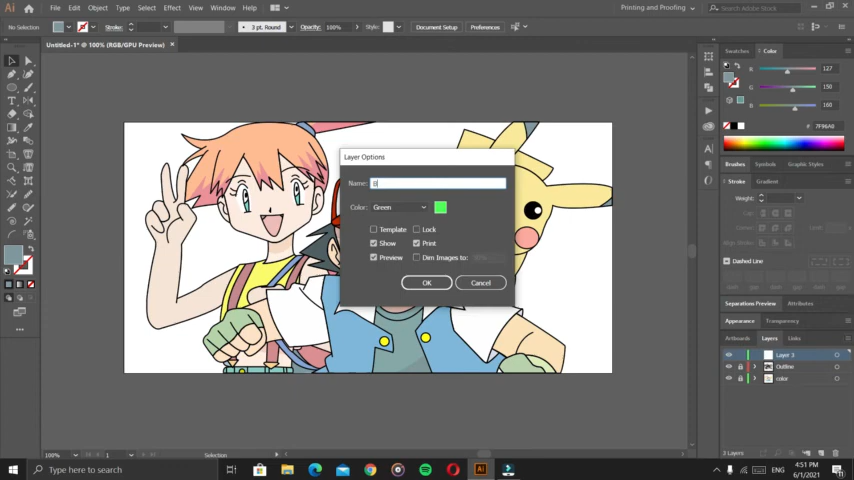 Ai File Edit Object Type Select Effect View Window Help
Printing and Proofing
Search Adobe Stock
No Selection Stroke: 3 pt. Round Opacity: 100% Style: Document Setup Preferences
Untitled-1* @ 100% (RGB/GPU Preview)
Layer Options
Name: B
Color: Green
Template Lock
Show Print
Preview Dim Images to:
OK Cancel
Swatches Color
R 127
G 150
B 160
# 7F96A0
Brushes Symbols Graphic Styles
Stroke Gradient
Weight:
Cap:
Corner:
Dashed Line
Separations Preview Attributes
Appearance Transparency
Artboards Layers Links
Layer 3
Outline
color
3 Layers
100% 1 Selection
Type here to search
4:51 PM
6/1/2021